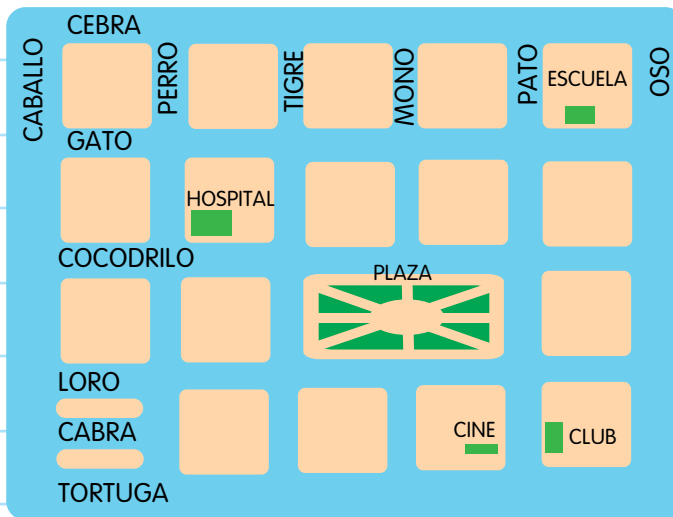 CEBRA
CABALLO
PERRO
TIGRE
MONO
PATO
OSO
ESCUELA
GATO
HOSPITAL
COCODRILO
PLAZA
LORO
CABRA
CINE
CLUB
TORTUGA